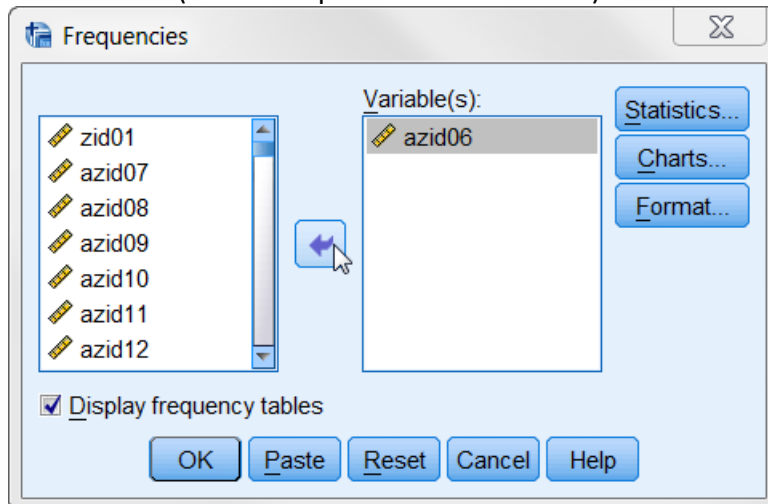 Frequencies
Variable(s):
zid01
azid07
azid08
azid09
azid10
azid11
azid12
azid06
Statistics...
Charts...
Format...
Display frequency tables
OK Paste Reset Cancel Help